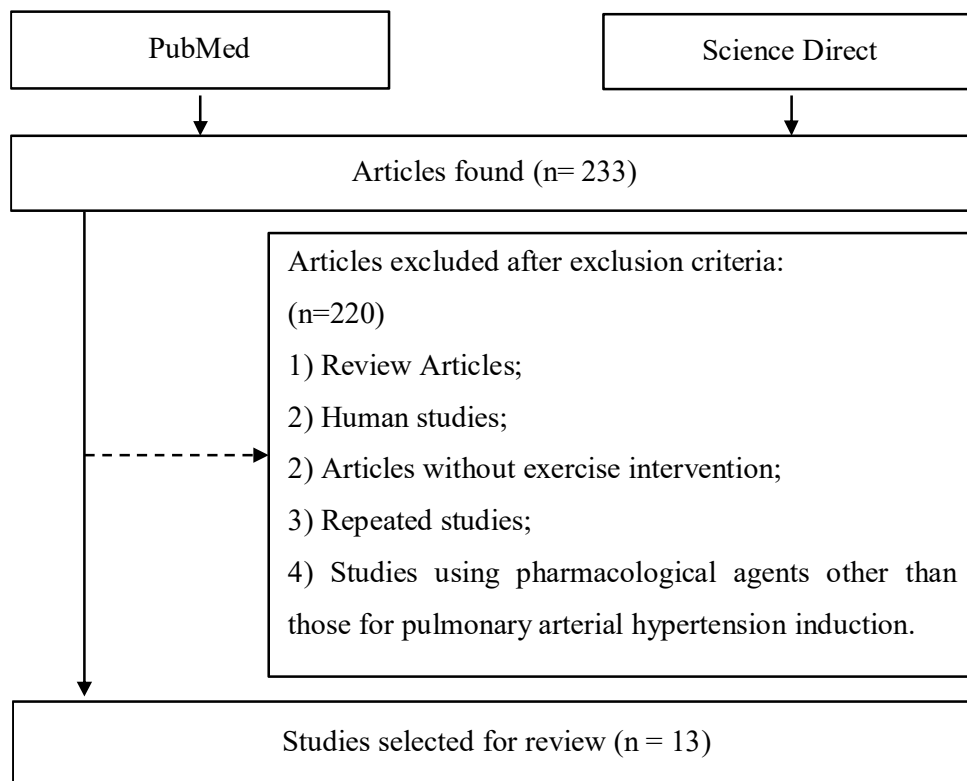 PubMed
Science Direct
Articles found (n= 233)
Articles excluded after exclusion criteria:
(n=220)
1) Review Articles;
2) Human studies;
2) Articles without exercise intervention;
3) Repeated studies;
4) Studies using pharmacological agents other than
those for pulmonary arterial hypertension induction.
Studies selected for review (n = 13)